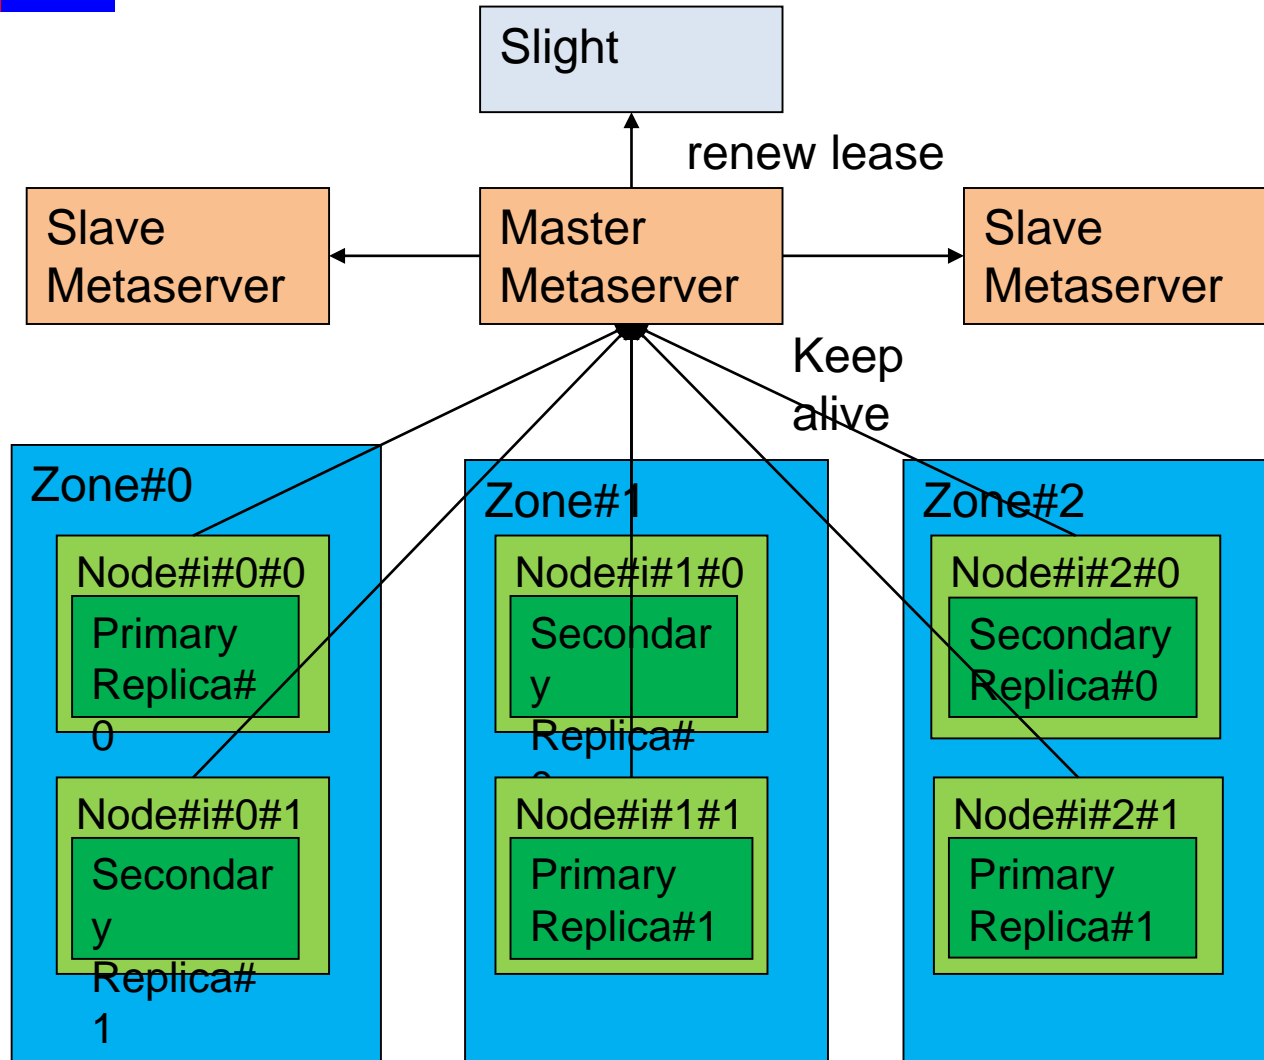 Slight
renew lease
Slave
Metaserver
Master
Metaserver
Slave
Metaserver
Keep
alive
Zone#0
Node#i#0#0
Primary
Replica#
0
Node#i#0#1
Secondar
y
Replica#
1
Zone#1
Node#i#1#0
Secondar
y
Replica#
Node#i#1#1
Primary
Replica#1
Zone#2
Node#i#2#0
Secondary
Replica#0
Node#i#2#1
Primary
Replica#1